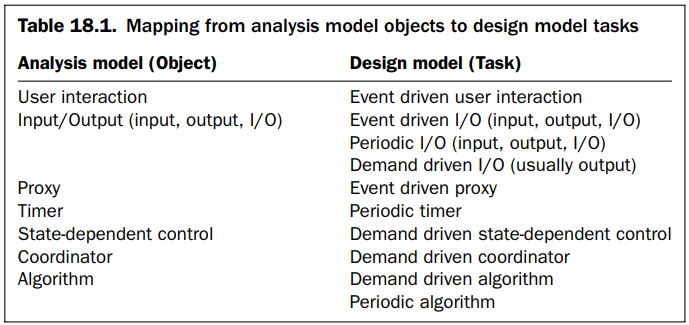 Table 18.1. Mapping from analysis model objects to design model tasks
Analysis model (Object) Design model (Task)
User interaction Event driven user interaction
Input/Output (input, output, I/O) Event driven I/O (input, output, I/O)
Periodic I/O (input, output, I/O)
Demand driven I/O (usually output)
Proxy Event driven proxy
Timer Periodic timer
State-dependent control Demand driven state-dependent control
Coordinator Demand driven coordinator
Algorithm Demand driven algorithm
Periodic algorithm